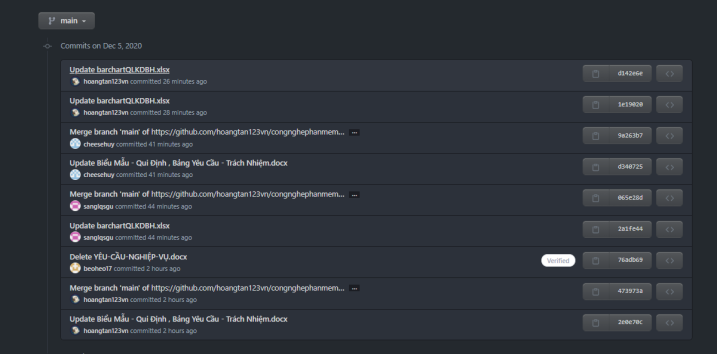 main
Commits on Dec 5, 2020
Update barchartQLKDBH.xlsx
hoangtan123vn committed 26 minutes ago
d142e6e
Update barchartQLKDBH.xlsx
hoangtan123vn committed 28 minutes ago
1e19020
Merge branch 'main' of https://github.com/hoangtan123vn/congnghephanmem... ...
cheesehuy committed 41 minutes ago
9a263b7
Update Biểu Mẫu - Qui Định , Bảng Yêu Cầu - Trách Nhiệm.docx
cheesehuy committed 41 minutes ago
d340725
Merge branch 'main' of https://github.com/hoangtan123vn/congnghephanmem... ...
sanglqsgu committed 44 minutes ago
065e28d
Update barchartQLKDBH.xlsx
sanglqsgu committed 44 minutes ago
2a1fe44
Delete YÊU-CẦU-NGHIỆP-VỤ.docx
beoheo17 committed 2 hours ago
Verified
76adb69
Merge branch 'main' of https://github.com/hoangtan123vn/congnghephanmem... ...
hoangtan123vn committed 2 hours ago
473973a
Update Biểu Mẫu - Qui Định , Bảng Yêu Cầu - Trách Nhiệm.docx
hoangtan123vn committed 2 hours ago
2e0e70c